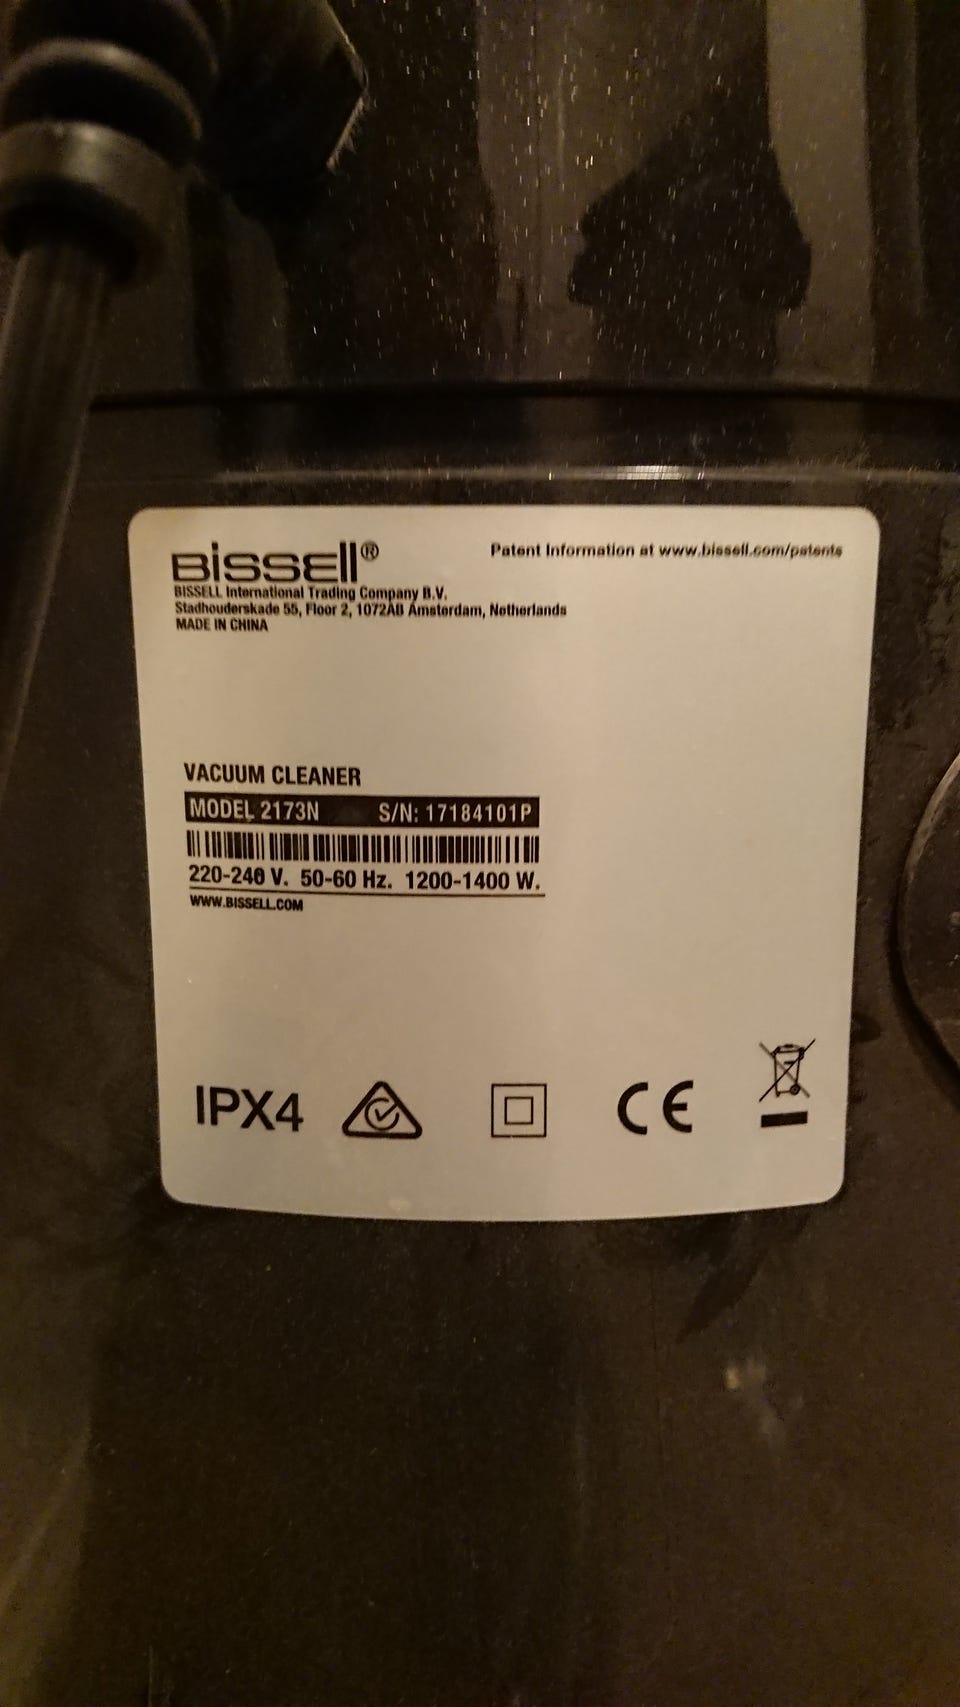 BISSELL®
Patent Information at www.bissell.com/patents
BISSELL International Trading Company B.V.
Stadhouderskade 55, Floor 2, 1072AB Amsterdam, Netherlands
MADE IN CHINA
VACUUM CLEANER
MODEL 2173N S/N: 17184101P
220-240 V. 50-60 Hz. 1200-1400 W.
WWW.BISSELL.COM
IPX4 CE